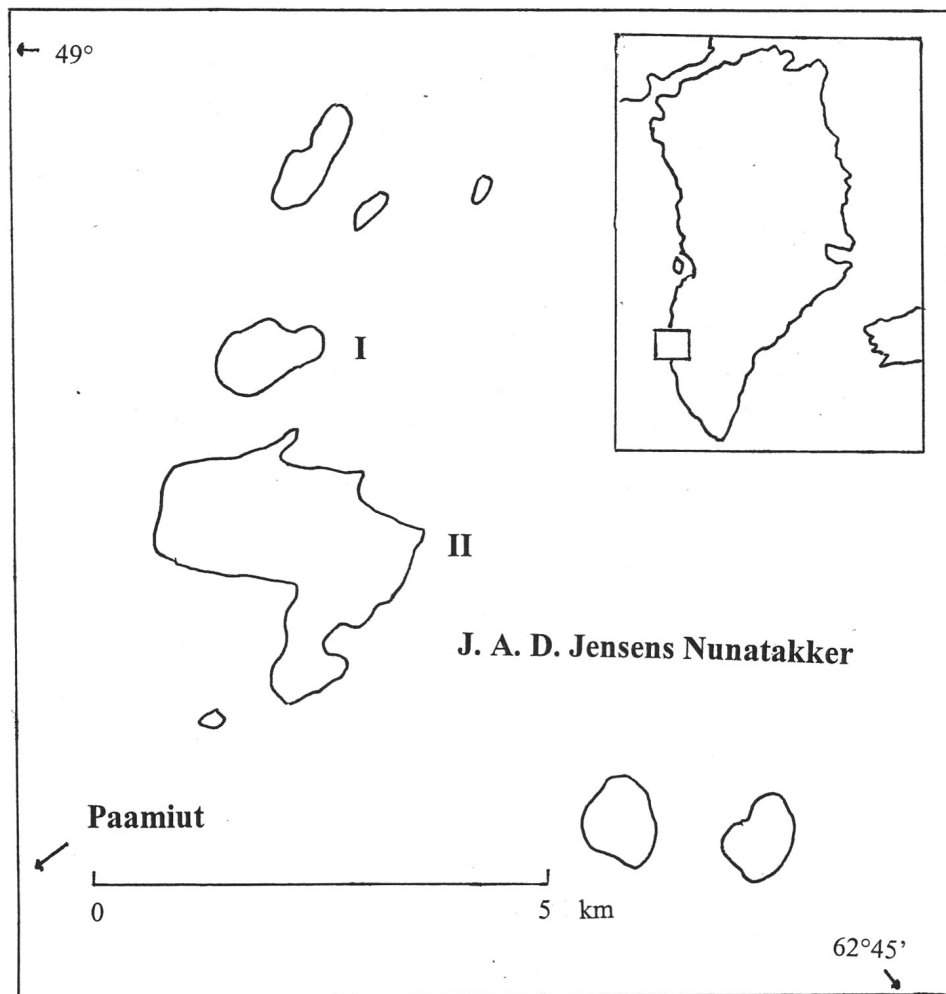 49°
I
II
J. A. D. Jensens Nunatakker
Paamiut
0 5 km
62°45’